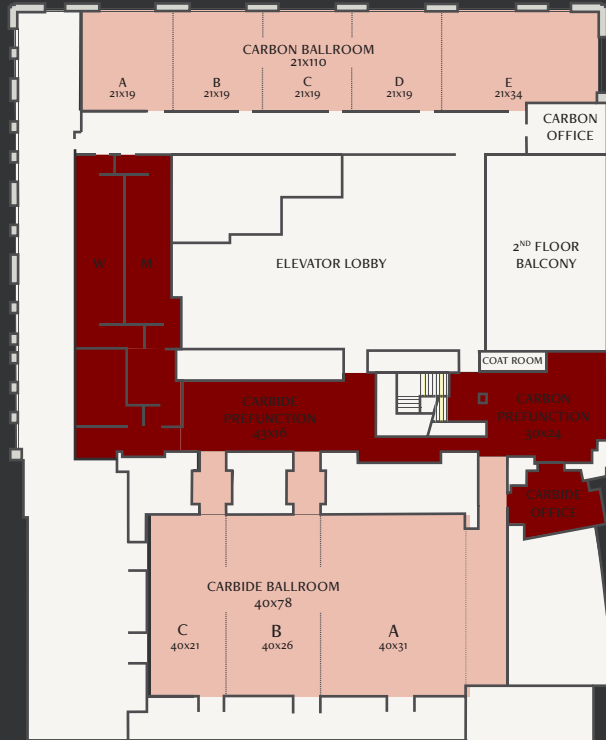 CARBON BALLROOM
21x110
A
21x19
B
21x19
C
21x19
D
21x19
E
21x34
CARBON
OFFICE
W
M
ELEVATOR LOBBY
2ND FLOOR
BALCONY
COAT ROOM
CARBIDE
PREFUNCTION
CARBON
PREFUNCTION
CARBIDE
OFFICE
CARBIDE BALLROOM
40x78
C
40x21
B
40x26
A
40x31